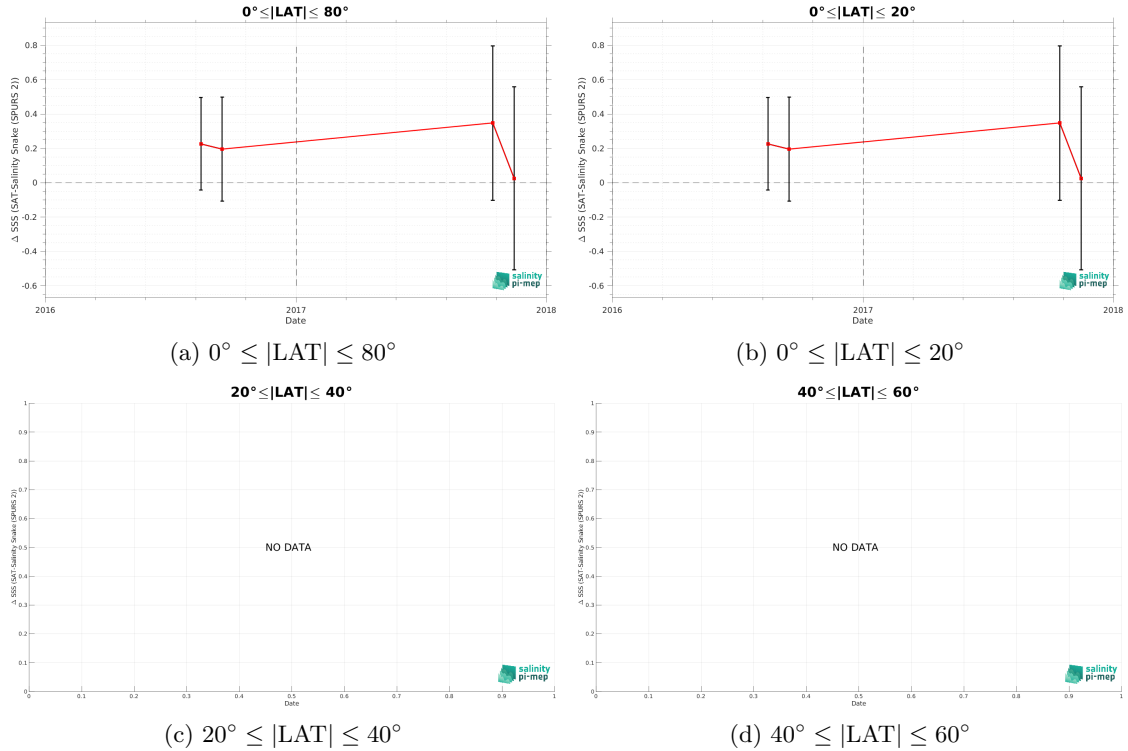 0°≤|LAT|≤ 80°
Δ SSS (SAT-Salinity Snake (SPURS 2))
0.8
0.6
0.4
0.2
0
-0.2
-0.4
-0.6
2016
2017
2018
Date
salinity
pi-mep
(a) 0° ≤ |LAT| ≤ 80°
0°≤|LAT|≤ 20°
Δ SSS (SAT-Salinity Snake (SPURS 2))
0.8
0.6
0.4
0.2
0
-0.2
-0.4
-0.6
2016
2017
2018
Date
salinity
pi-mep
(b) 0° ≤ |LAT| ≤ 20°
20°≤|LAT|≤ 40°
Δ SSS (SAT-Salinity Snake (SPURS 2))
1
0.9
0.8
0.7
0.6
0.5
0.4
0.3
0.2
0.1
0
NO DATA
0 0.1 0.2 0.3 0.4 0.5 0.6 0.7 0.8 0.9 1
Date
salinity
pi-mep
(c) 20° ≤ |LAT| ≤ 40°
40°≤|LAT|≤ 60°
Δ SSS (SAT-Salinity Snake (SPURS 2))
1
0.9
0.8
0.7
0.6
0.5
0.4
0.3
0.2
0.1
0
NO DATA
0 0.1 0.2 0.3 0.4 0.5 0.6 0.7 0.8 0.9 1
Date
salinity
pi-mep
(d) 40° ≤ |LAT| ≤ 60°